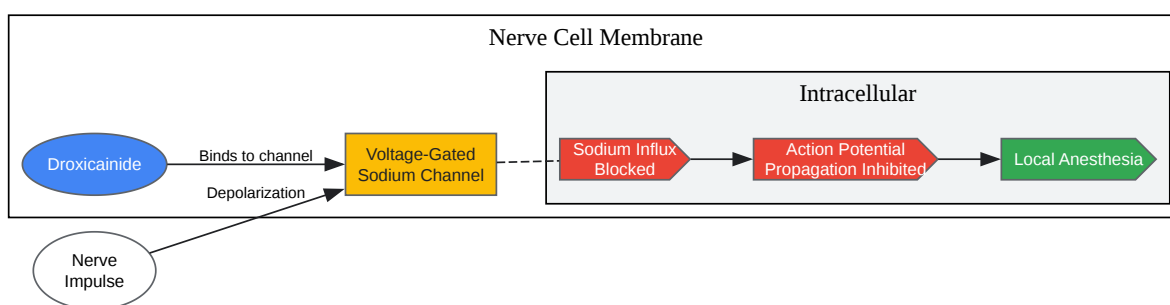 Nerve Cell Membrane
Intracellular
Droxicainide
Binds to channel
Voltage-Gated
Sodium Channel
Sodium Influx
Blocked
Action Potential
Propagation Inhibited
Local Anesthesia
Depolarization
Nerve
Impulse